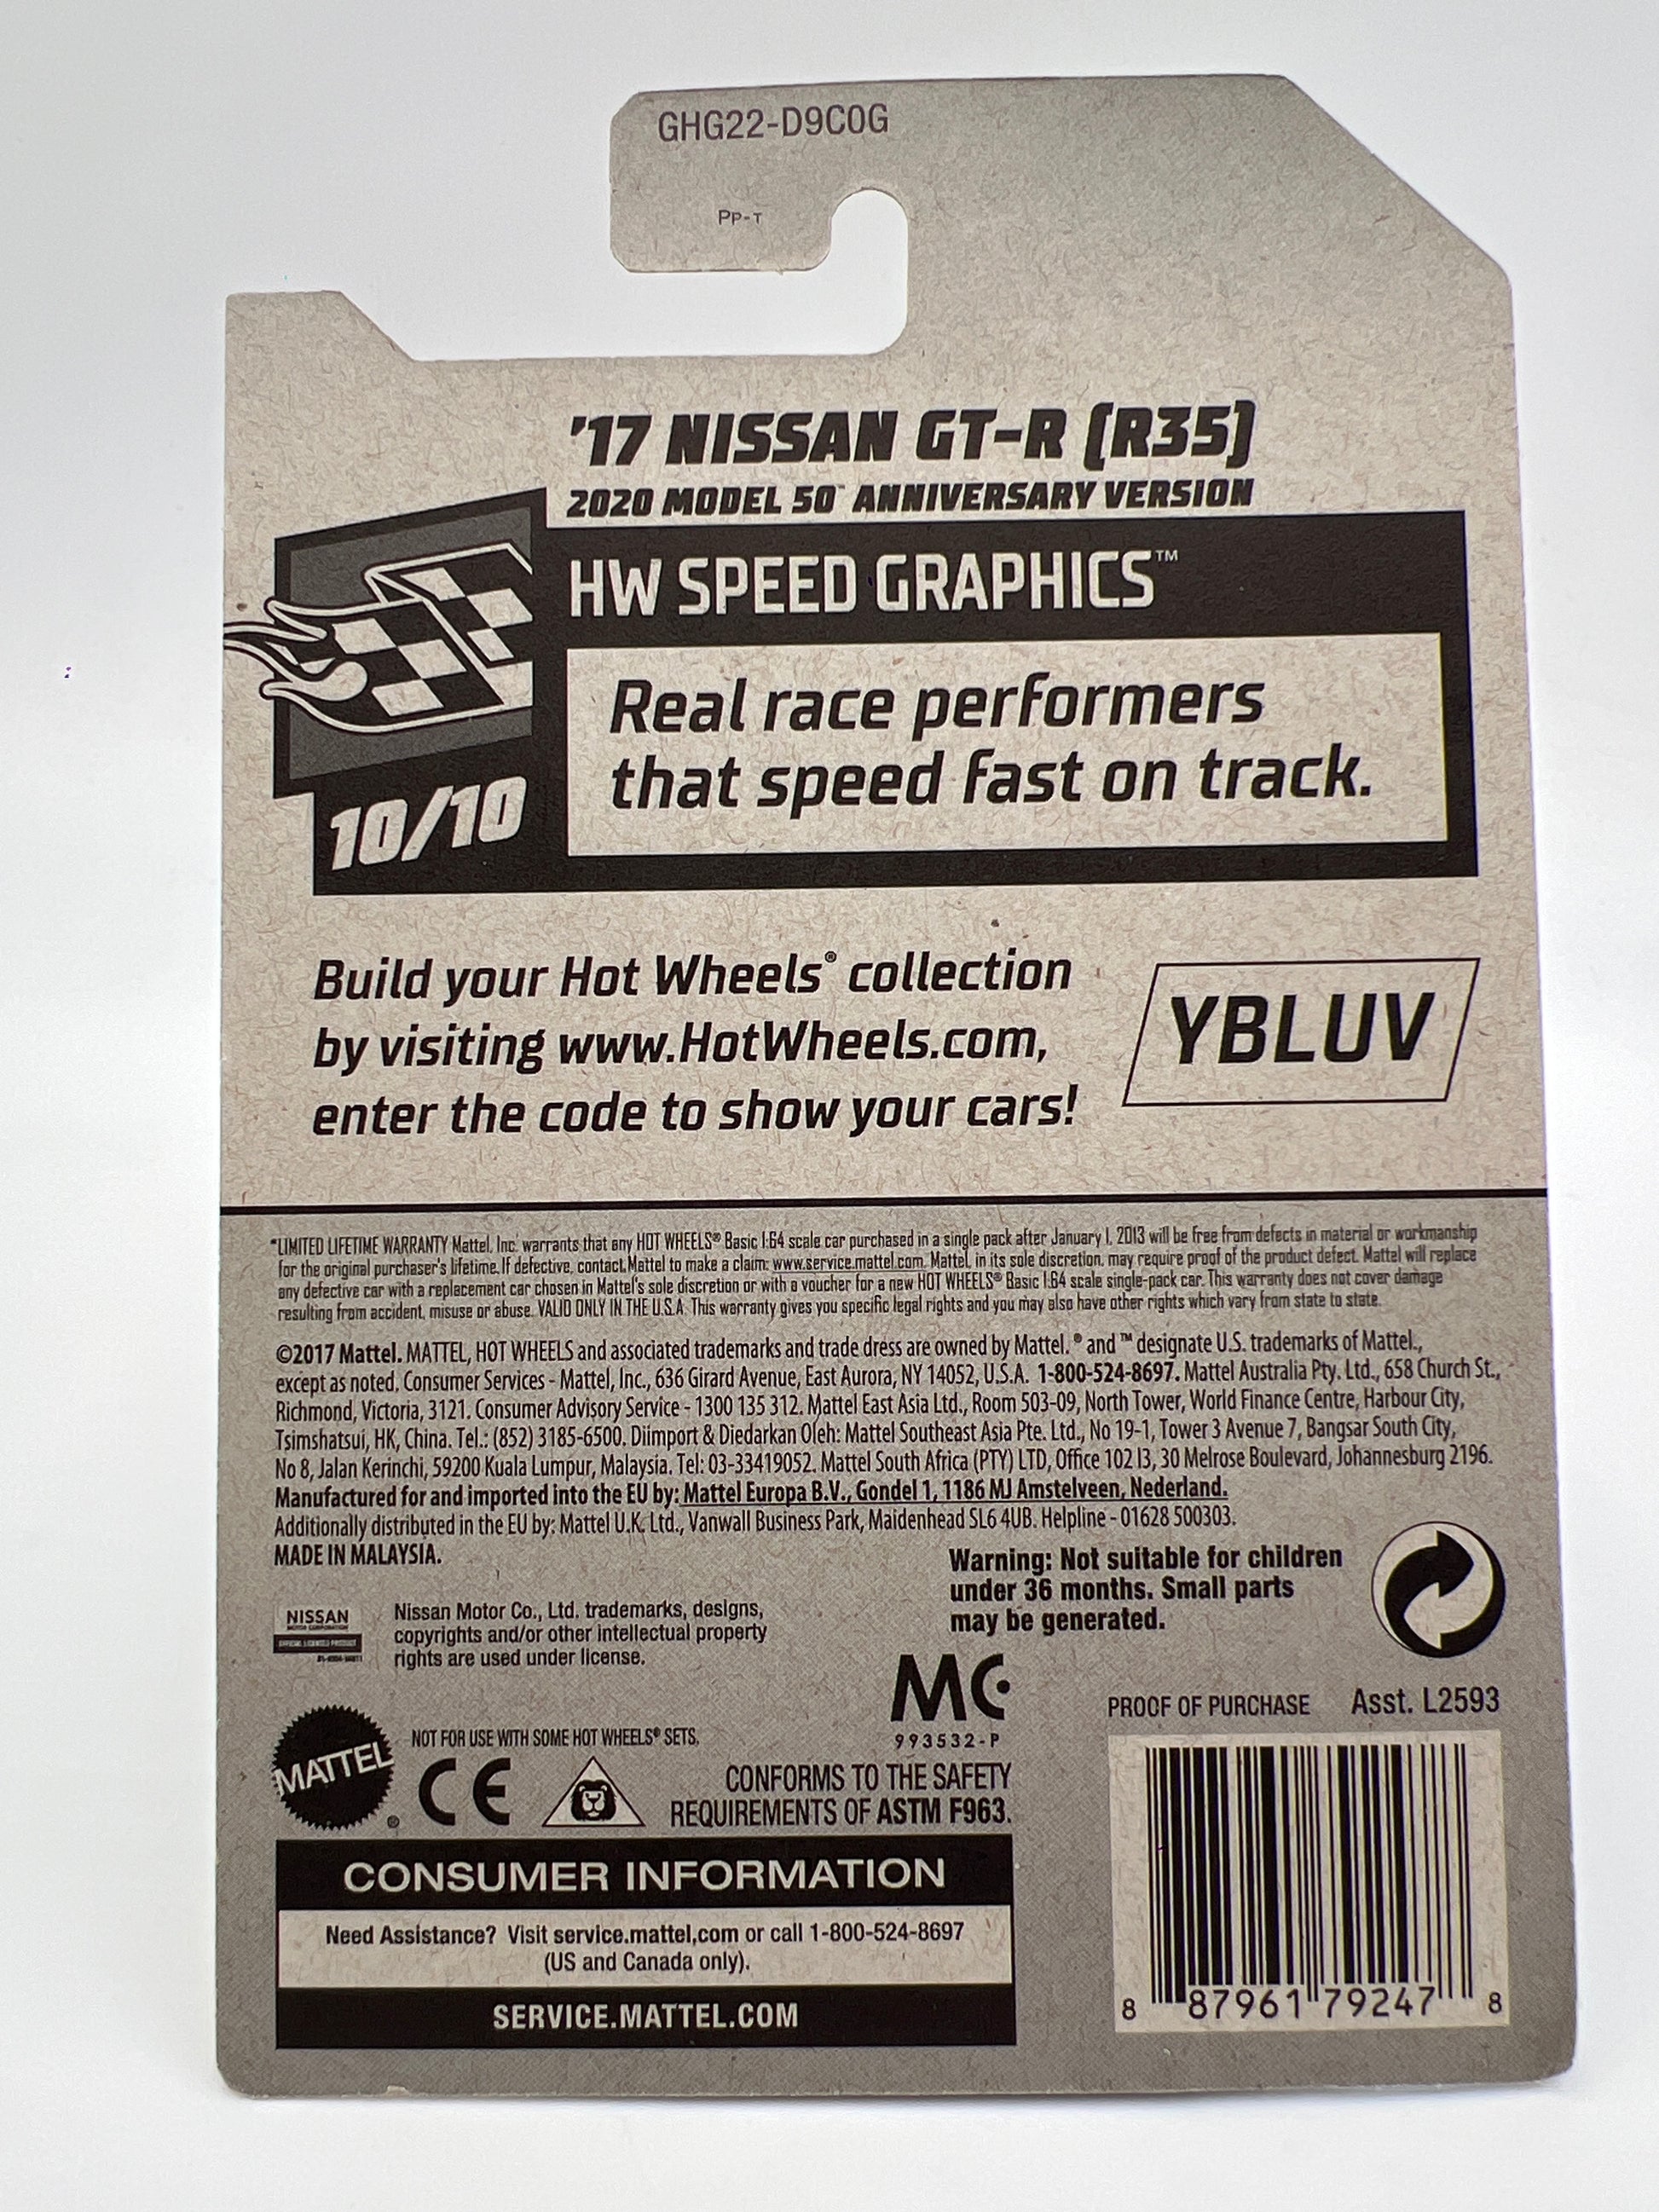 GHG22-D9C0G
Pp-T
'17 NISSAN GT-R (R35)
2020 MODEL 50™ ANNIVERSARY VERSION
HW SPEED GRAPHICS™
Real race performers
that speed fast on track.
10/10
Build your Hot Wheels® collection
by visiting www.HotWheels.com,
enter the code to show your cars!
YBLUV
*LIMITED LIFETIME WARRANTY Mattel, Inc. warrants that any HOT WHEELS® Basic 1:64 scale car purchased in a single pack after January 1, 2013 will be free from defects in material or workmanship
for the original purchaser's lifetime. If defective, contact Mattel to make a claim: www.service.mattel.com. Mattel, in its sole discretion, may require proof of the product defect. Mattel will replace
any defective car with a replacement car chosen in Mattel's sole discretion or with a voucher for a new HOT WHEELS® Basic 1:64 scale single-pack car. This warranty does not cover damage
resulting from accident, misuse or abuse. VALID ONLY IN THE U.S.A. This warranty gives you specific legal rights and you may also have other rights which vary from state to state.
©2017 Mattel. MATTEL, HOT WHEELS and associated trademarks and trade dress are owned by Mattel. ® and ™ designate U.S. trademarks of Mattel.,
except as noted. Consumer Services - Mattel, Inc., 636 Girard Avenue, East Aurora, NY 14052, U.S.A. 1-800-524-8697. Mattel Australia Pty. Ltd., 658 Church St.,
Richmond, Victoria, 3121. Consumer Advisory Service - 1300 135 312. Mattel East Asia Ltd., Room 503-09, North Tower, World Finance Centre, Harbour City,
Tsimshatsui, HK, China. Tel.: (852) 3185-6500. Diimport & Diedarkan Oleh: Mattel Southeast Asia Pte. Ltd., No 19-1, Tower 3 Avenue 7, Bangsar South City,
No 8, Jalan Kerinchi, 59200 Kuala Lumpur, Malaysia. Tel: 03-33419052. Mattel South Africa (PTY) LTD, Office 102 I3, 30 Melrose Boulevard, Johannesburg 2196.
Manufactured for and imported into the EU by: Mattel Europa B.V., Gondel 1, 1186 MJ Amstelveen, Nederland.
Additionally distributed in the EU by: Mattel U.K. Ltd., Vanwall Business Park, Maidenhead SL6 4UB. Helpline - 01628 500303.
MADE IN MALAYSIA.
Warning: Not suitable for children
under 36 months. Small parts
may be generated.
NISSAN
MOTOR CORPORATION
OFFICIAL LICENSED PRODUCT
Nissan Motor Co., Ltd. trademarks, designs,
copyrights and/or other intellectual property
rights are used under license.
MC
993532-P
PROOF OF PURCHASE Asst. L2593
MATTEL®
NOT FOR USE WITH SOME HOT WHEELS® SETS.
CE
CONFORMS TO THE SAFETY
REQUIREMENTS OF ASTM F963.
CONSUMER INFORMATION
Need Assistance? Visit service.mattel.com or call 1-800-524-8697
(US and Canada only).
SERVICE.MATTEL.COM
8 87961 79247 8